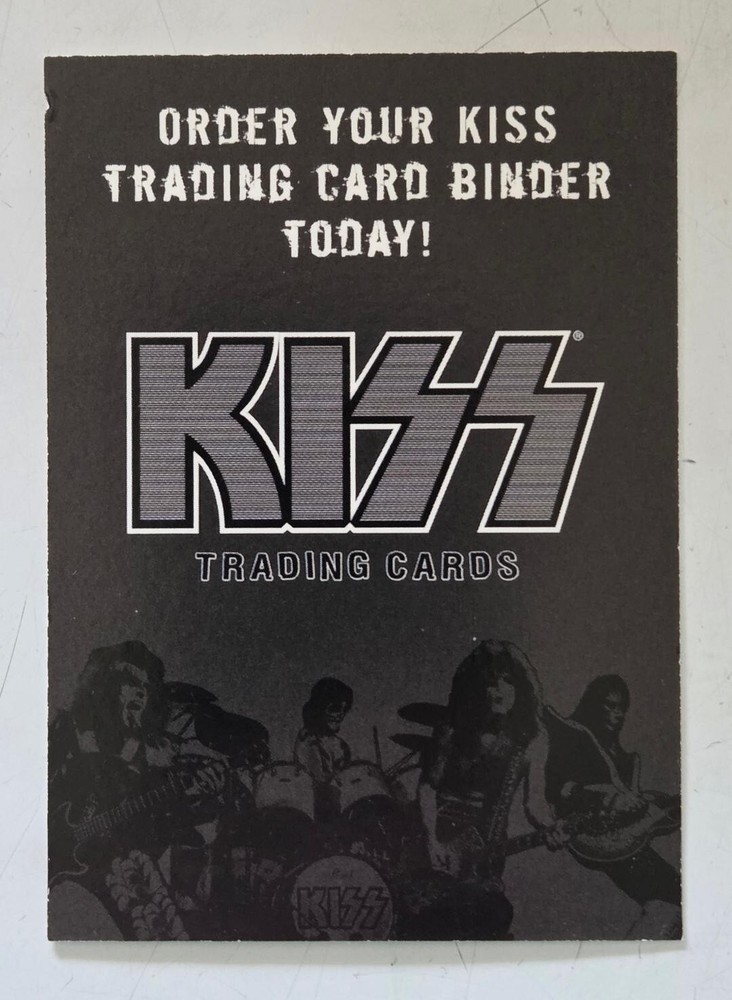 ORDER YOUR KISS
TRADING CARD BINDER
TODAY!
KISS®
TRADING CARDS
KISS